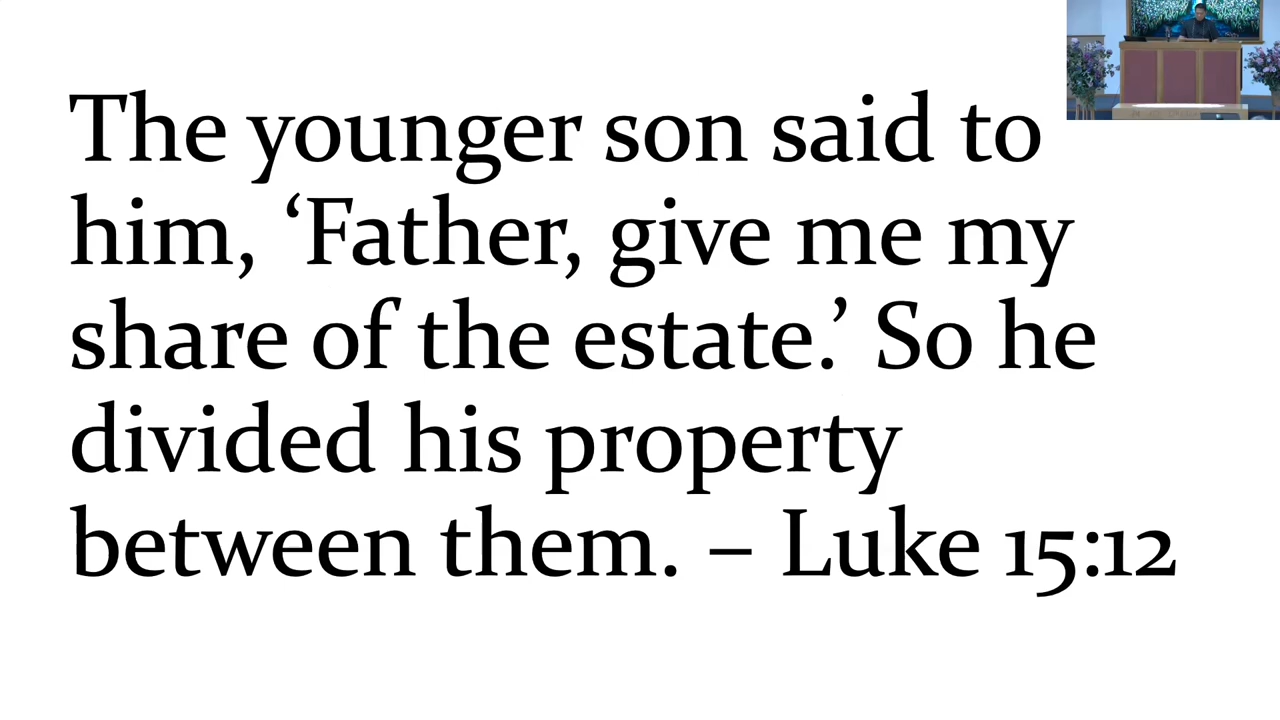 The younger son said to
him, ‘Father, give me my
share of the estate.’ So he
divided his property
between them. – Luke 15:12